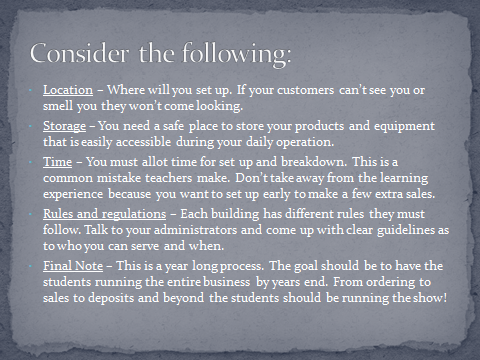 Consider the following:
Location – Where will you set up. If your customers can't see you or
smell you they won't come looking.
Storage – You need a safe place to store your products and equipment
that is easily accessible during your daily operation.
Time – You must allot time for set up and breakdown. This is a
common mistake teachers make. Don't take away from the learning
experience because you want to set up early to make a few extra sales.
Rules and regulations – Each building has different rules they must
follow. Talk to your administrators and come up with clear guidelines as
to who you can serve and when.
Final Note – This is a year long process. The goal should be to have the
students running the entire business by years end. From ordering to
sales to deposits and beyond the students should be running the show!